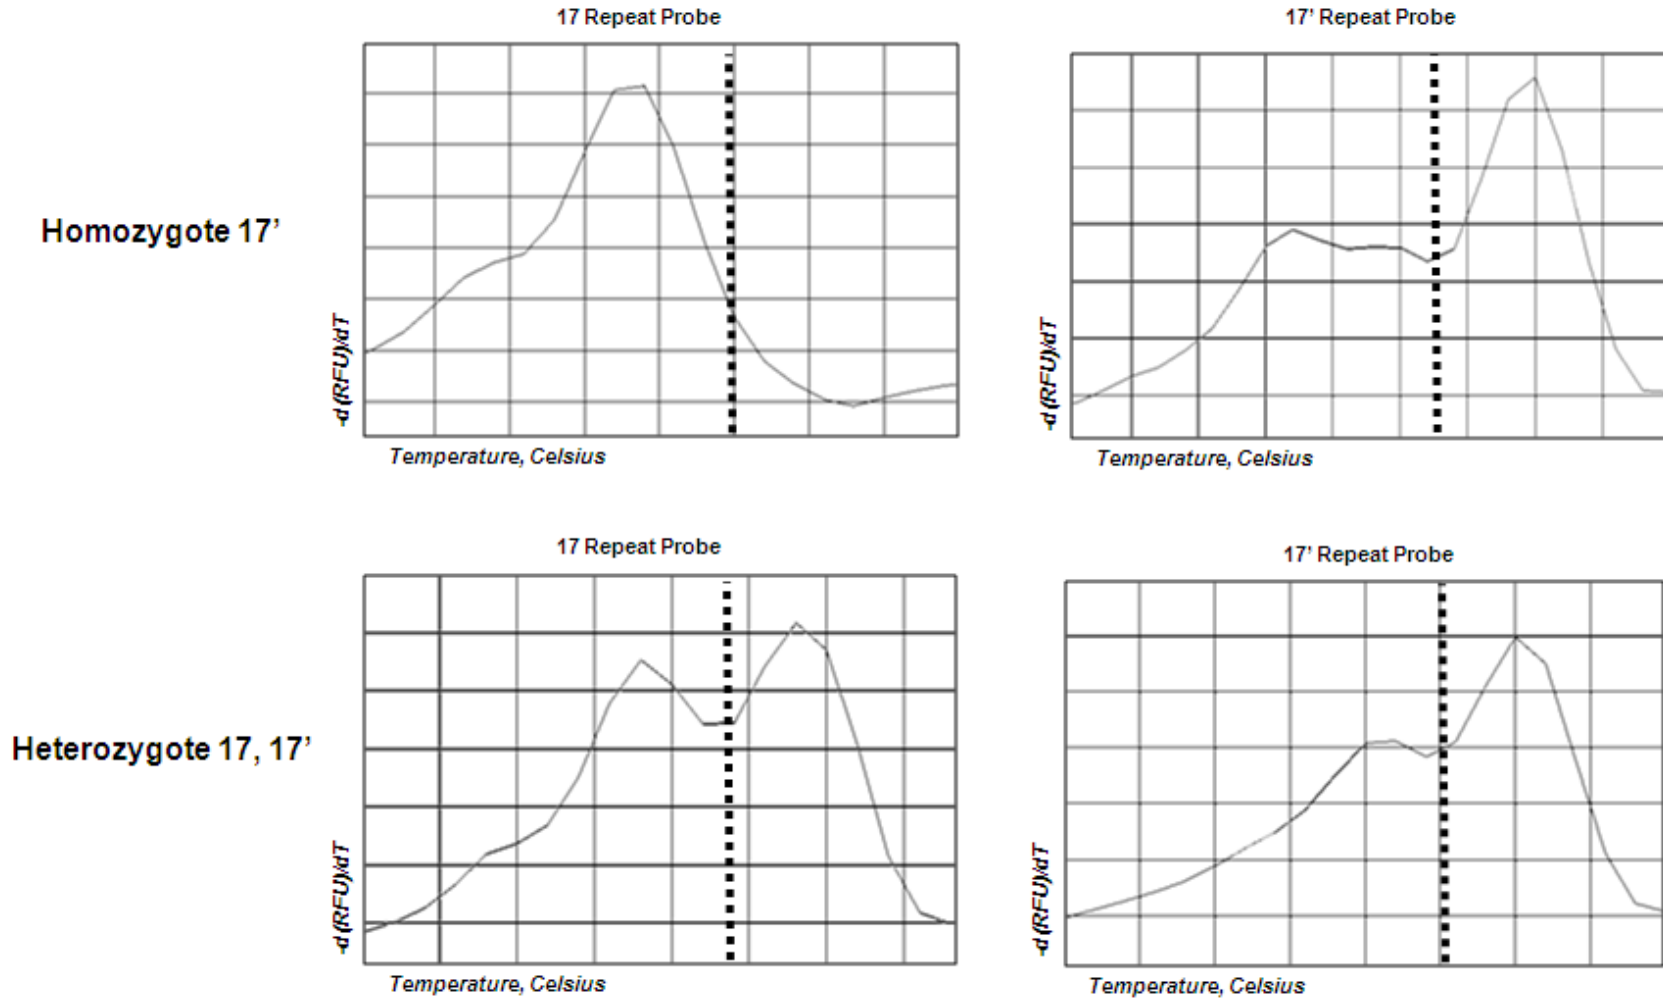 17 Repeat Probe
17' Repeat Probe
Homozygote 17'
-d(RFU)/dT
-d(RFU)/dT
Temperature, Celsius
Temperature, Celsius
17 Repeat Probe
17' Repeat Probe
Heterozygote 17, 17'
-d(RFU)/dT
-d(RFU)/dT
Temperature, Celsius
Temperature, Celsius